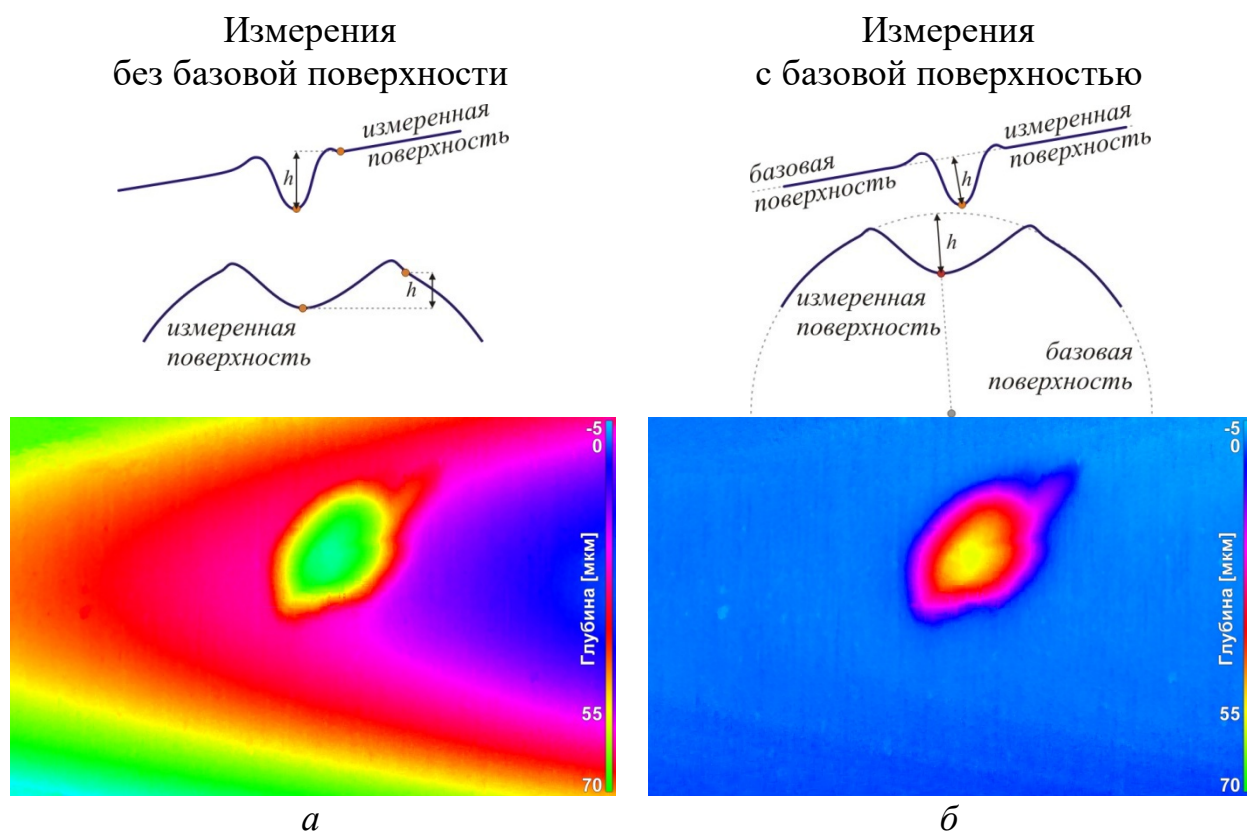 Измерения
без базовой поверхности
измеренная
поверхность
h
h
измеренная
поверхность
-5
0
Глубина [мкм]
55
70
а
Измерения
с базовой поверхностью
измеренная
поверхность
базовая
поверхность
h
h
измеренная
поверхность
базовая
поверхность
-5
0
Глубина [мкм]
55
70
б